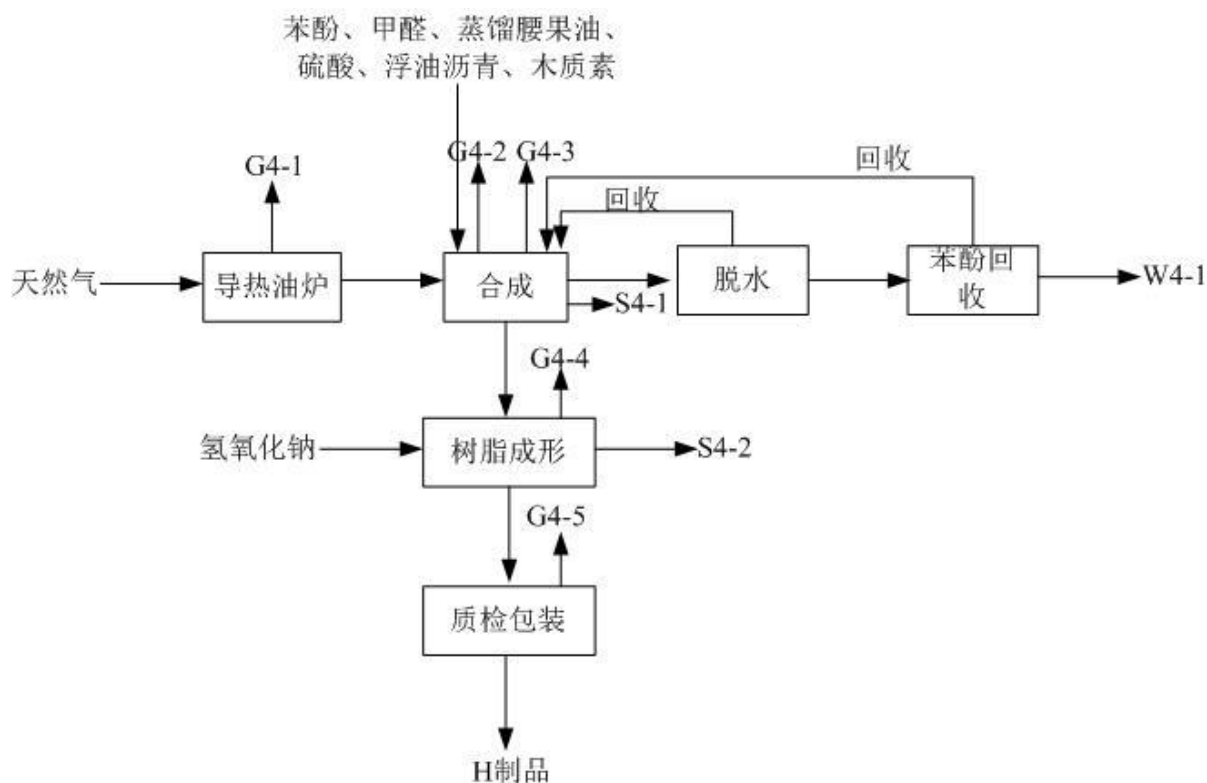 苯酚、甲醛、蒸馏腰果油、
硫酸、浮油沥青、木质素
G4-1
G4-2
G4-3
回收
回收
天然气
导热油炉
合成
脱水
苯酚回
收
W4-1
S4-1
G4-4
氢氧化钠
树脂成形
S4-2
G4-5
质检包装
H制品